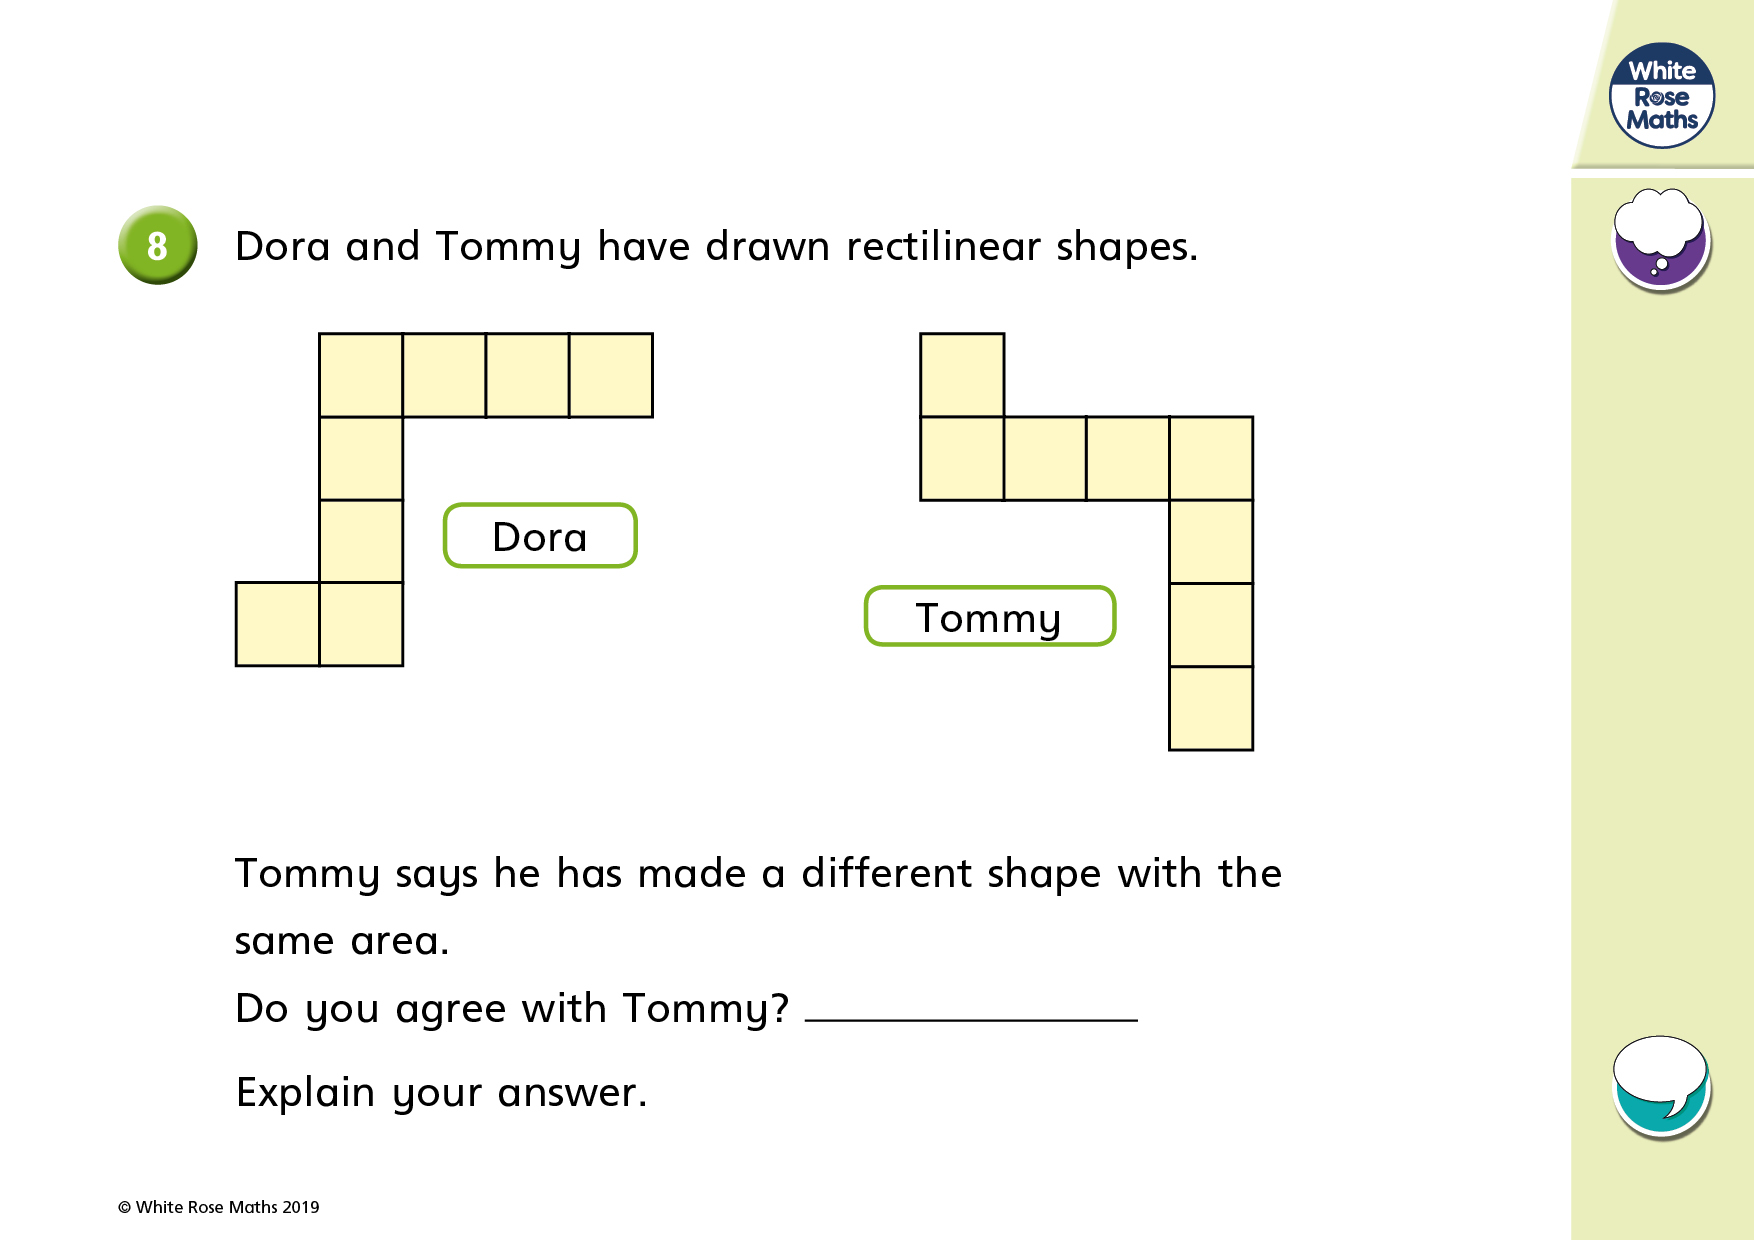 White
Rose
Maths
8 Dora and Tommy have drawn rectilinear shapes.
Dora
Tommy
Tommy says he has made a different shape with the
same area.
Do you agree with Tommy?
Explain your answer.
© White Rose Maths 2019